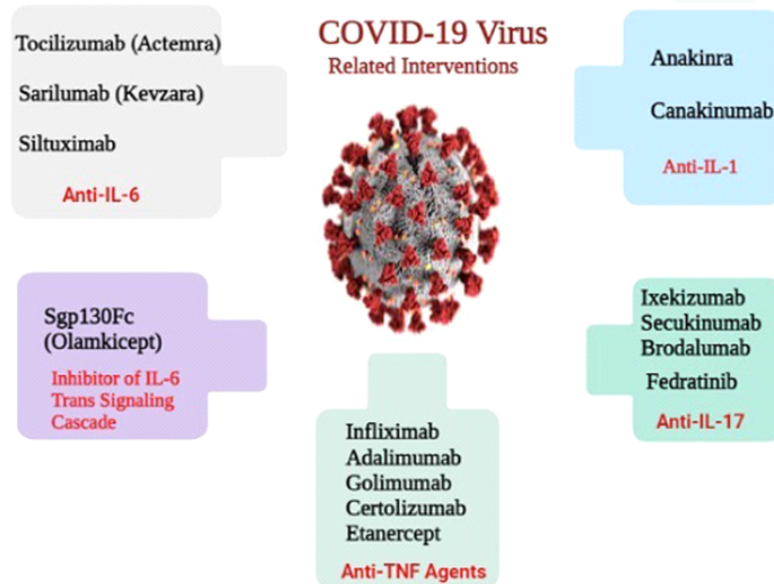 COVID-19 Virus
Related Interventions
Tocilizumab (Actemra)
Sarilumab (Kevzara)
Siltuximab
Anti-IL-6
Anakinra
Canakinumab
Anti-IL-1
Sgp130Fc
(Olamkicept)
Inhibitor of IL-6
Trans Signaling
Cascade
Infliximab
Adalimumab
Golimumab
Certolizumab
Etanercept
Anti-TNF Agents
Ixekizumab
Secukinumab
Brodalumab
Fedratinib
Anti-IL-17